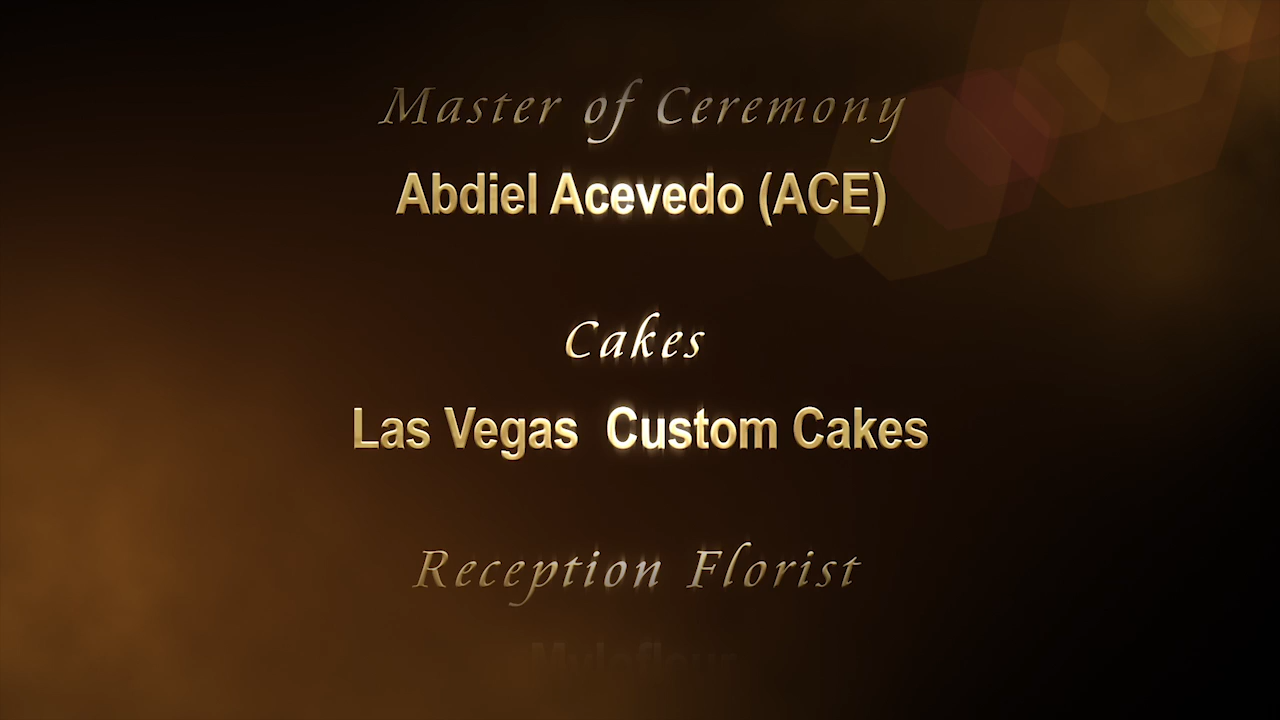 Master of Ceremony
Abdiel Acevedo (ACE)
Cakes
Las Vegas Custom Cakes
Reception Florist